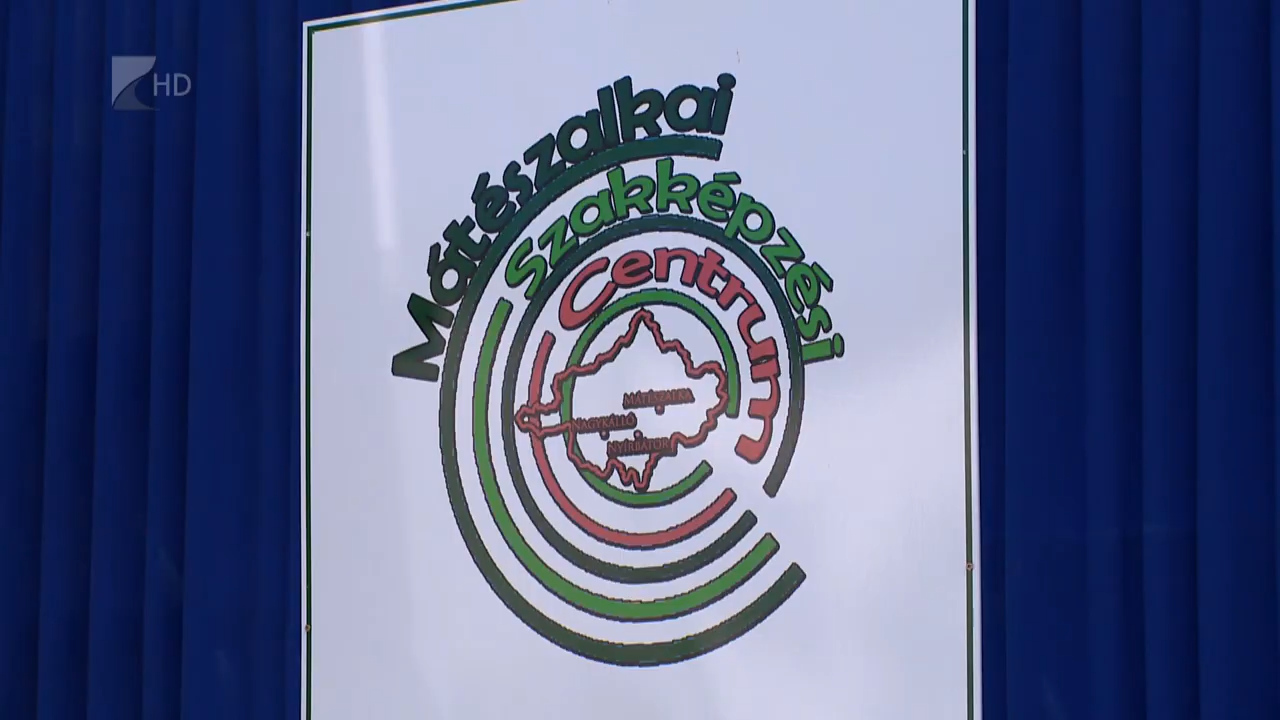 HD
Mátészalkai
Szakképzési
Centrum
MÁTÉSZALKA
NAGYKÁLLÓ
NYÍRBÁTOR